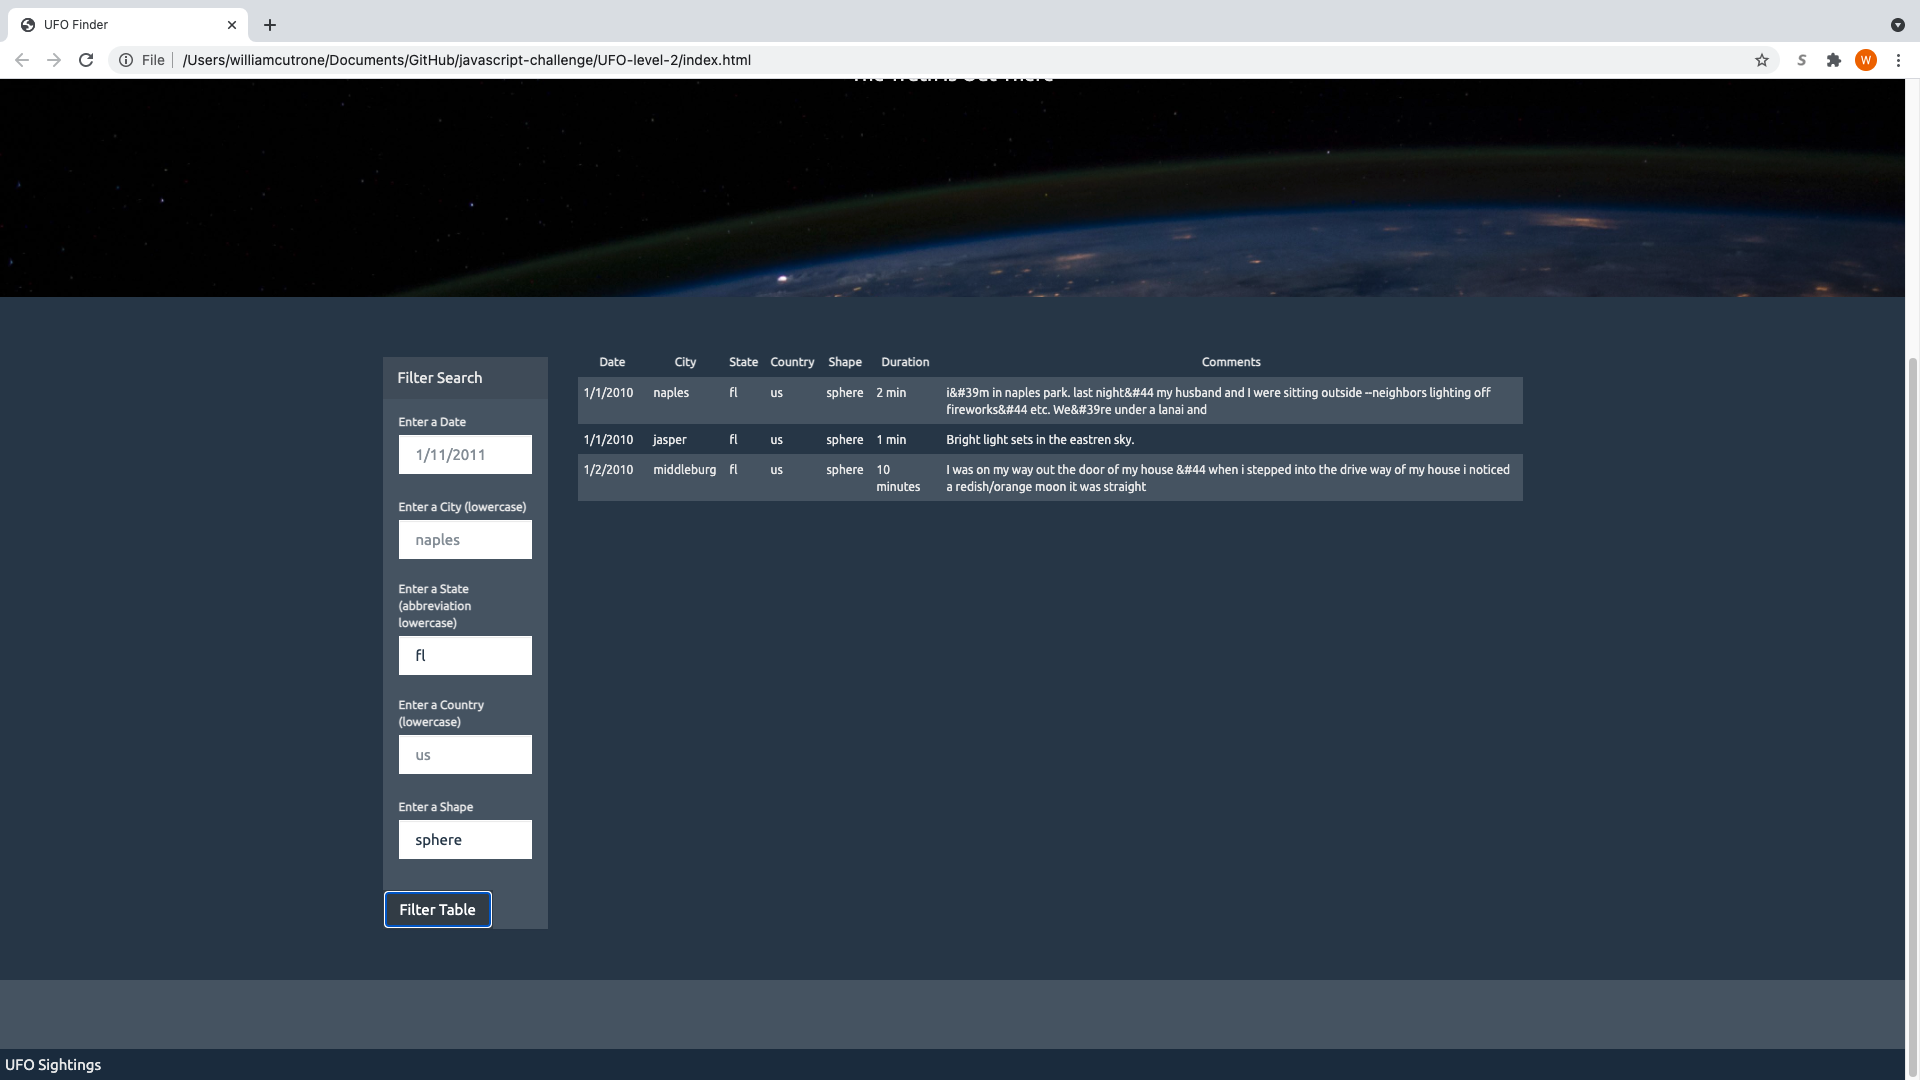 UFO Finder
File
/Users/williamcutrone/Documents/GitHub/javascript-challenge/UFO-level-2/index.html
S
W
The Truth Is Out There
Filter Search
Enter a Date
1/11/2011
Enter a City (lowercase)
naples
Enter a State
(abbreviation
lowercase)
fl
Enter a Country
(lowercase)
us
Enter a Shape
sphere
Filter Table
Date City State Country Shape Duration Comments
1/1/2010 naples fl us sphere 2 min i&#39m in naples park. last night&#44 my husband and I were sitting outside --neighbors lighting off
fireworks&#44 etc. We&#39re under a lanai and
1/1/2010 jasper fl us sphere 1 min Bright light sets in the eastren sky.
1/2/2010 middleburg fl us sphere 10 I was on my way out the door of my house &#44 when i stepped into the drive way of my house i noticed
minutes a redish/orange moon it was straight
UFO Sightings